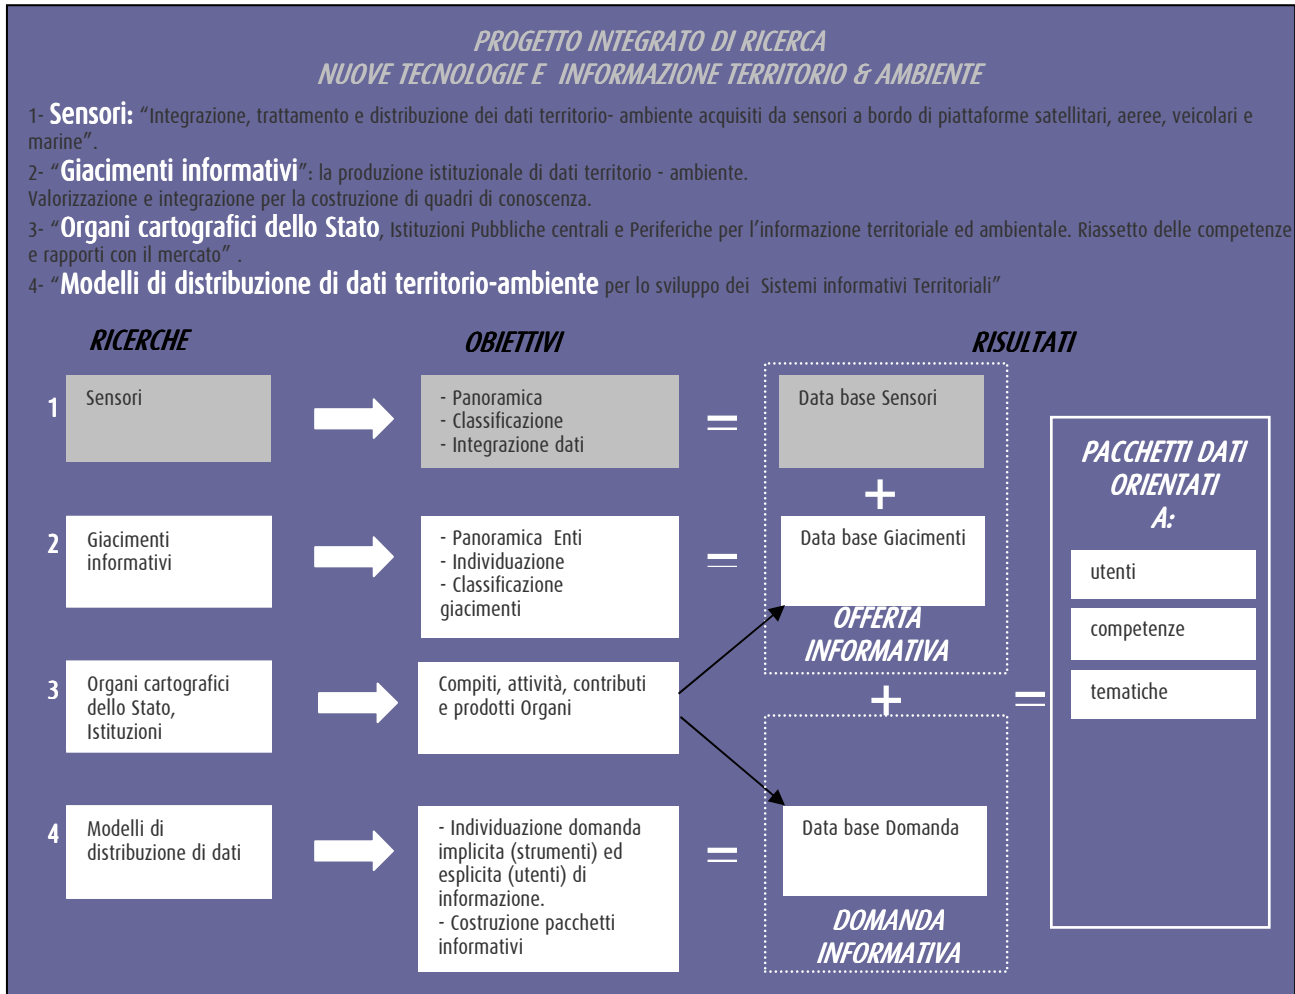 PROGETTO INTEGRATO DI RICERCA
NUOVE TECNOLOGIE E INFORMAZIONE TERRITORIO & AMBIENTE
1- Sensori: “Integrazione, trattamento e distribuzione dei dati territorio- ambiente acquisiti da sensori a bordo di piattaforme satellitari, aeree, veicolari e
marine”.
2- “Giacimenti informativi”: la produzione istituzionale di dati territorio - ambiente.
Valorizzazione e integrazione per la costruzione di quadri di conoscenza.
3- “Organi cartografici dello Stato, Istituzioni Pubbliche centrali e Periferiche per l’informazione territoriale ed ambientale. Riassetto delle competenze
e rapporti con il mercato” .
4- “Modelli di distribuzione di dati territorio-ambiente per lo sviluppo dei Sistemi informativi Territoriali”
RICERCHE
OBIETTIVI
RISULTATI
1
Sensori
- Panoramica
- Classificazione
- Integrazione dati
=
Data base Sensori
+
2
Giacimenti
informativi
- Panoramica Enti
- Individuazione
- Classificazione
giacimenti
=
Data base Giacimenti
OFFERTA
INFORMATIVA
3
Organi cartografici
dello Stato,
Istituzioni
Compiti, attività, contributi
e prodotti Organi
+
=
4
Modelli di
distribuzione di dati
- Individuazione domanda
implicita (strumenti) ed
esplicita (utenti) di
informazione.
- Costruzione pacchetti
informativi
=
Data base Domanda
DOMANDA
INFORMATIVA
PACCHETTI DATI
ORIENTATI
A:
utenti
competenze
tematiche